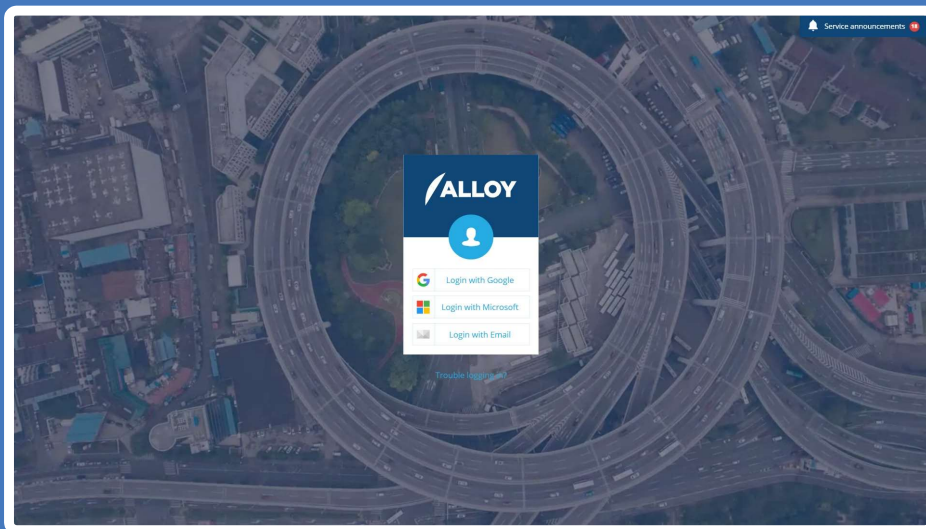 Service announcements 18
ALLOY
Login with Google
Login with Microsoft
Login with Email
Trouble logging in?